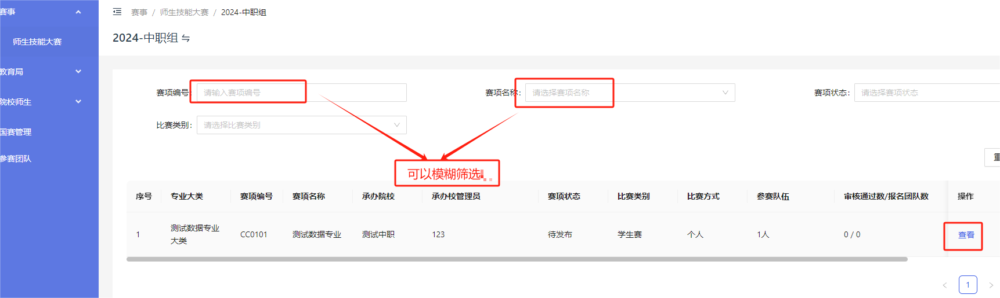 赛事
师生技能大赛
教育局
院校师生
国赛管理
参赛团队
赛事 / 师生技能大赛 / 2024-中职组
2024-中职组
赛项编号: 请输入赛项编号
赛项名称: 请选择赛项名称
赛项状态: 请选择赛项状态
比赛类别: 请选择比赛类别
可以模糊筛选
序号 专业大类 赛项编号 赛项名称 承办院校 承办校管理员 赛项状态 比赛类别 比赛方式 参赛队伍 审核通过数/报名团队数 操作
1 测试数据专业大类 CC0101 测试数据专业 测试中职 123 待发布 学生赛 个人 1人 0 / 0 查看
< 1 >